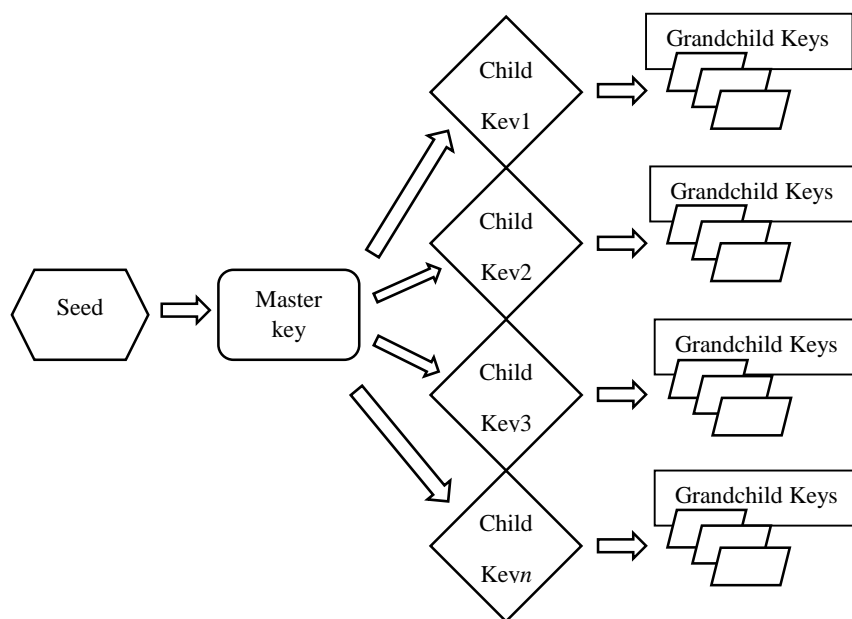 Seed
Master
key
Child
Kev1
Grandchild Keys
Child
Kev2
Grandchild Keys
Child
Kev3
Grandchild Keys
Child
Kevn
Grandchild Keys